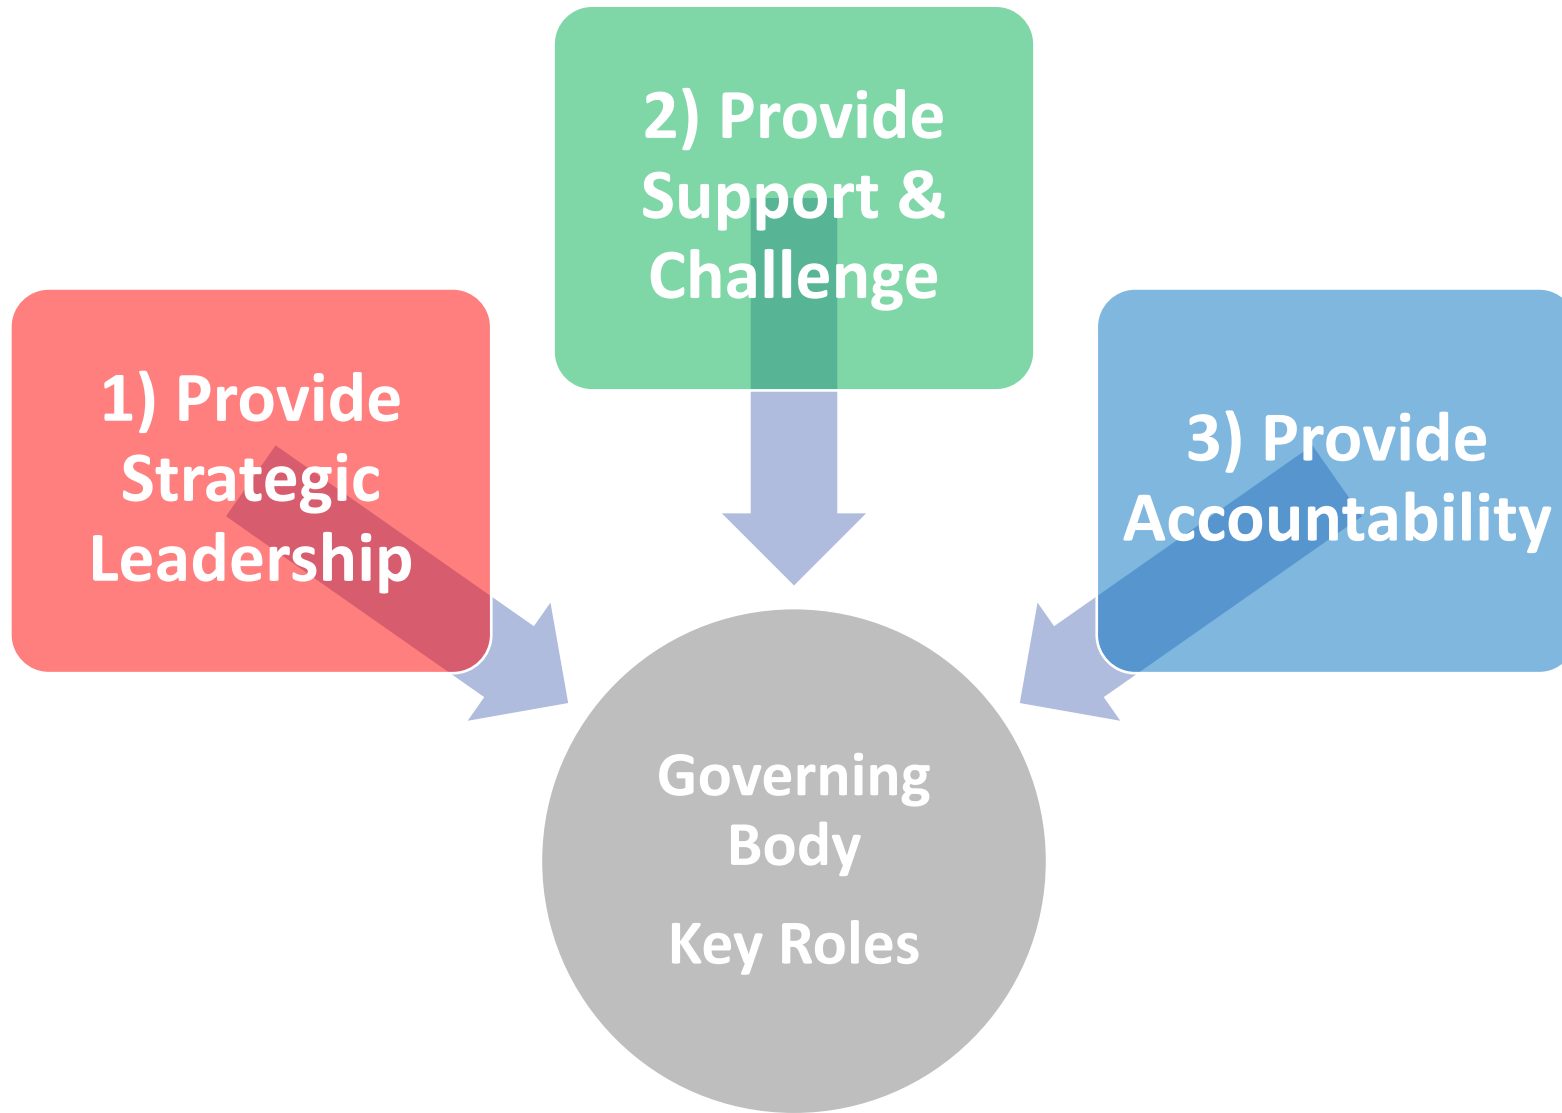 1) Provide
Strategic
Leadership
2) Provide
Support &
Challenge
3) Provide
Accountability
Governing
Body
Key Roles